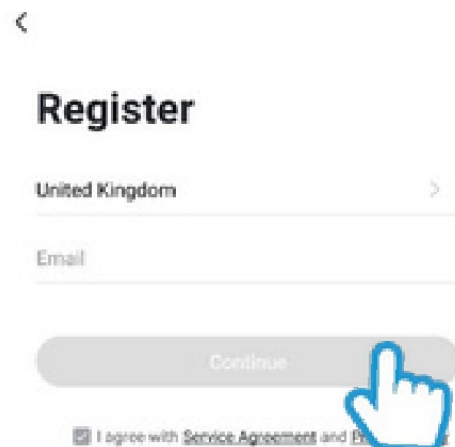 Register
United Kingdom
Email
Continue
I agree with Service Agreement and